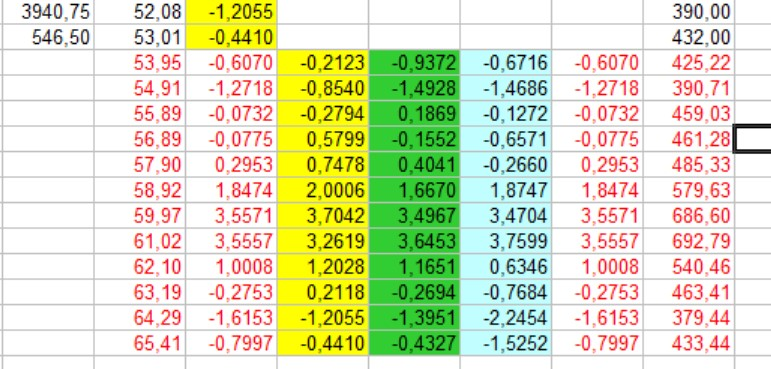 3940,75 52,08 -1,2055 390,00
546,50 53,01 -0,4410 432,00
53,95 -0,6070 -0,2123 -0,9372 -0,6716 -0,6070 425,22
54,91 -1,2718 -0,8540 -1,4928 -1,4686 -1,2718 390,71
55,89 -0,0732 -0,2794 0,1869 -0,1272 -0,0732 459,03
56,89 -0,0775 0,5799 -0,1552 -0,6571 -0,0775 461,28
57,90 0,2953 0,7478 0,4041 -0,2660 0,2953 485,33
58,92 1,8474 2,0006 1,6670 1,8747 1,8474 579,63
59,97 3,5571 3,7042 3,4967 3,4704 3,5571 686,60
61,02 3,5557 3,2619 3,6453 3,7599 3,5557 692,79
62,10 1,0008 1,2028 1,1651 0,6346 1,0008 540,46
63,19 -0,2753 0,2118 -0,2694 -0,7684 -0,2753 463,41
64,29 -1,6153 -1,2055 -1,3951 -2,2454 -1,6153 379,44
65,41 -0,7997 -0,4410 -0,4327 -1,5252 -0,7997 433,44